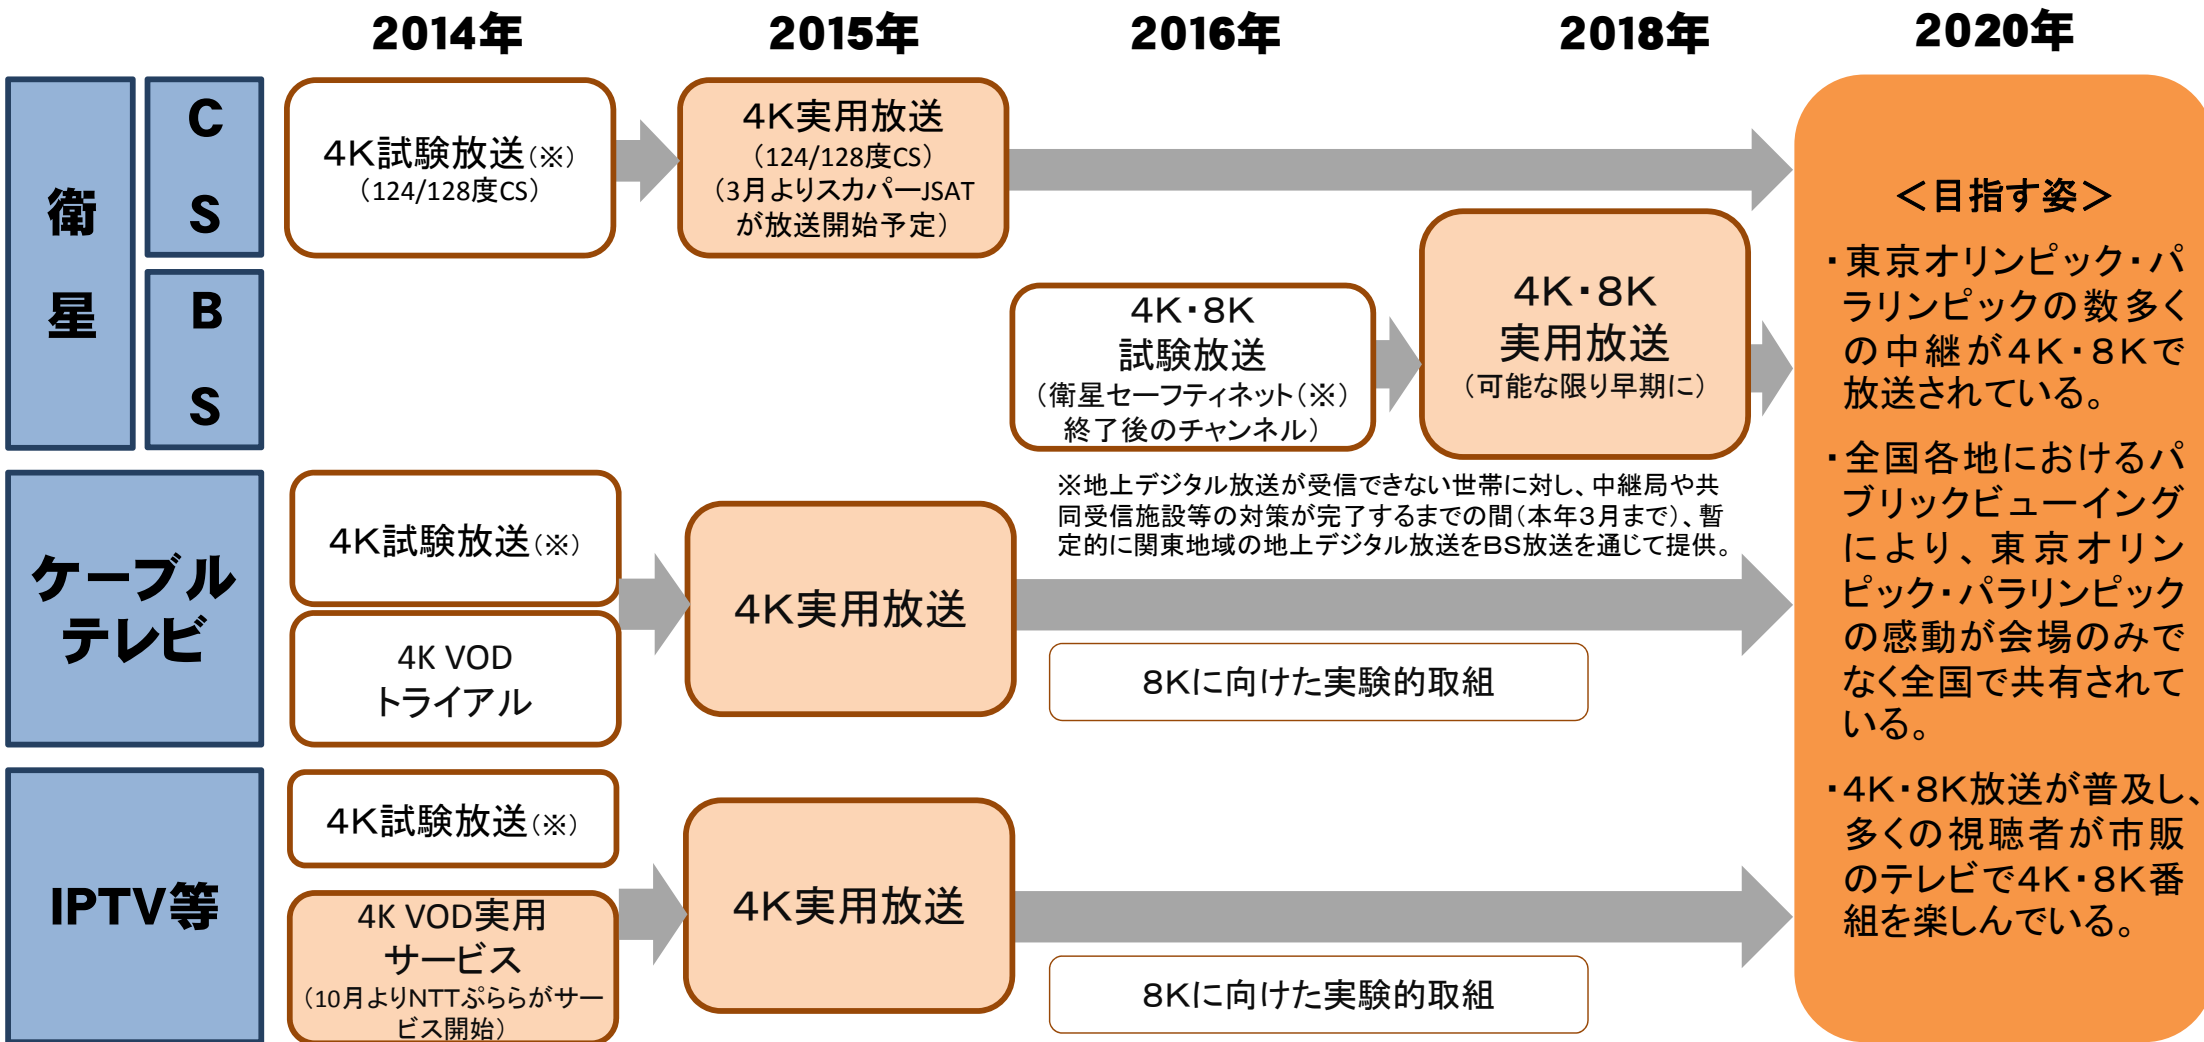 2014年
2015年
2016年
2018年
2020年
衛
星
C
S
4K試験放送(※)
(124/128度CS)
4K実用放送
(124/128度CS)
(3月よりスカパーJSAT
が放送開始予定)
B
S
4K・8K
試験放送
(衛星セーフティネット(※)
終了後のチャンネル)
4K・8K
実用放送
(可能な限り早期に)
※地上デジタル放送が受信できない世帯に対し、中継局や共
同受信施設等の対策が完了するまでの間(本年3月まで)、暫
定的に関東地域の地上デジタル放送をBS放送を通じて提供。
ケーブル
テレビ
4K試験放送(※)
4K VOD
トライアル
4K実用放送
8Kに向けた実験的取組
IPTV等
4K試験放送(※)
4K VOD実用
サービス
(10月よりNTTぷららがサー
ビス開始)
4K実用放送
8Kに向けた実験的取組
<目指す姿>
・東京オリンピック・パ
ラリンピックの数多く
の中継が4K・8Kで
放送されている。
・全国各地におけるパ
ブリックビューイング
により、東京オリン
ピック・パラリンピック
の感動が会場のみで
なく全国で共有されて
いる。
・4K・8K放送が普及し、
多くの視聴者が市販
のテレビで4K・8K番
組を楽しんでいる。